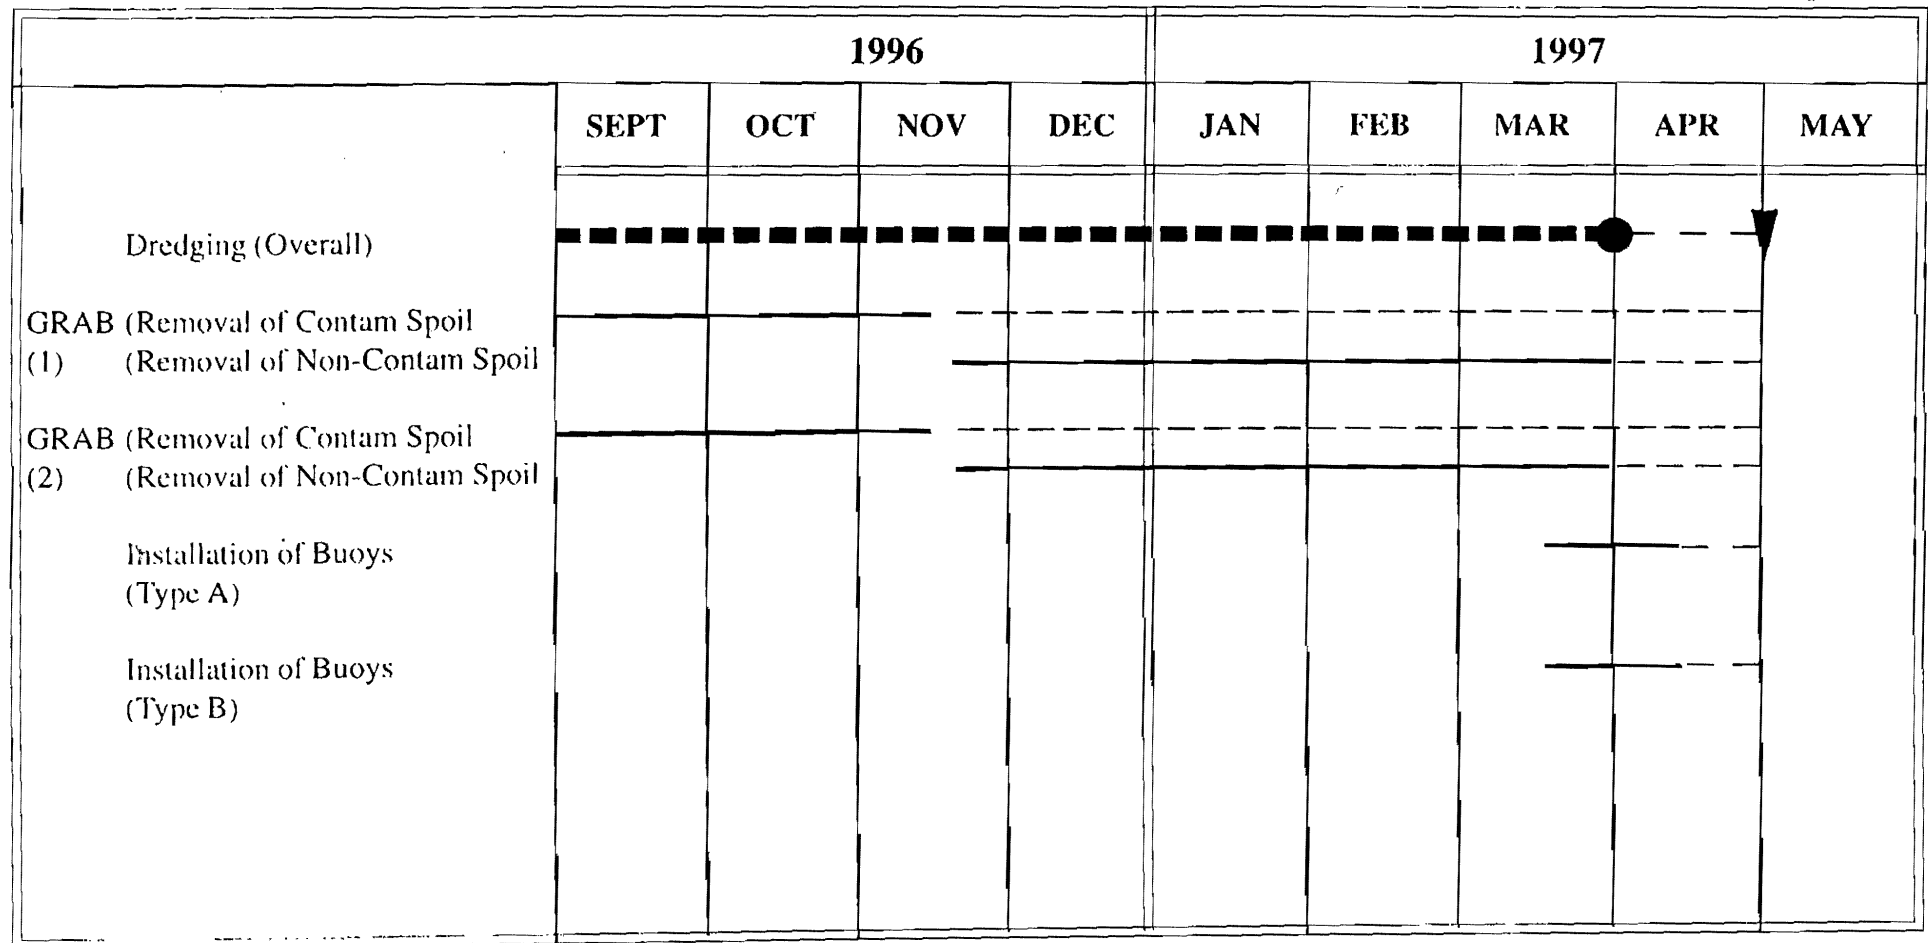 1996 1997
SEPT OCT NOV DEC JAN FEB MAR APR MAY
Dredging (Overall)
GRAB (Removal of Contam Spoil
(1) (Removal of Non-Contam Spoil
GRAB (Removal of Contam Spoil
(2) (Removal of Non-Contam Spoil
Installation of Buoys
(Type A)
Installation of Buoys
(Type B)